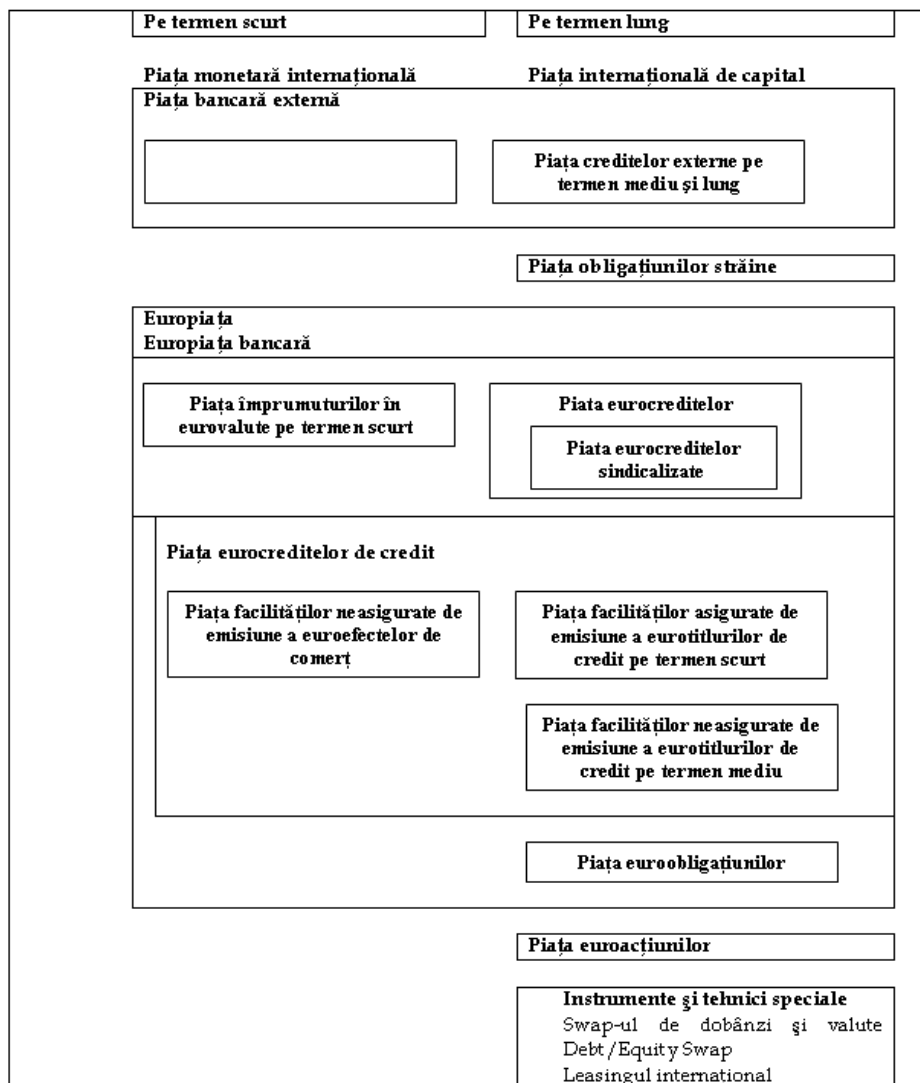 Pe termen scurt
Pe termen lung
Piața monetară internațională
Piața internațională de capital
Piața bancară externă
Piața creditelor externe pe
termen mediu și lung
Piața obligațiunilor străine
Europiața
Europiața bancară
Piața împrumuturilor în
eurovalute pe termen scurt
Piata eurocreditelor
Piata eurocreditelor
sindicalizate
Piața eurocreditelor de credit
Piața facilităților neasigurate de
emisiune a euroefectelor de
comerț
Piața facilităților asigurate de
emisiune a eurotitlurilor de
credit pe termen scurt
Piața facilităților neasigurate de
emisiune a eurotitlurilor de
credit pe termen mediu
Piața euroobligațiunilor
Piața euroacțiunilor
Instrumente şi tehnici speciale
Swap-ul de dobânzi şi valute
Debt/Equity Swap
Leasingul internațional